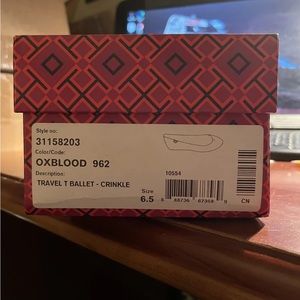 Style no:
31158203
Color/Code:
OXBLOOD 962
Description:
10554
TRAVEL T BALLET - CRINKLE
Size
6.5
CN